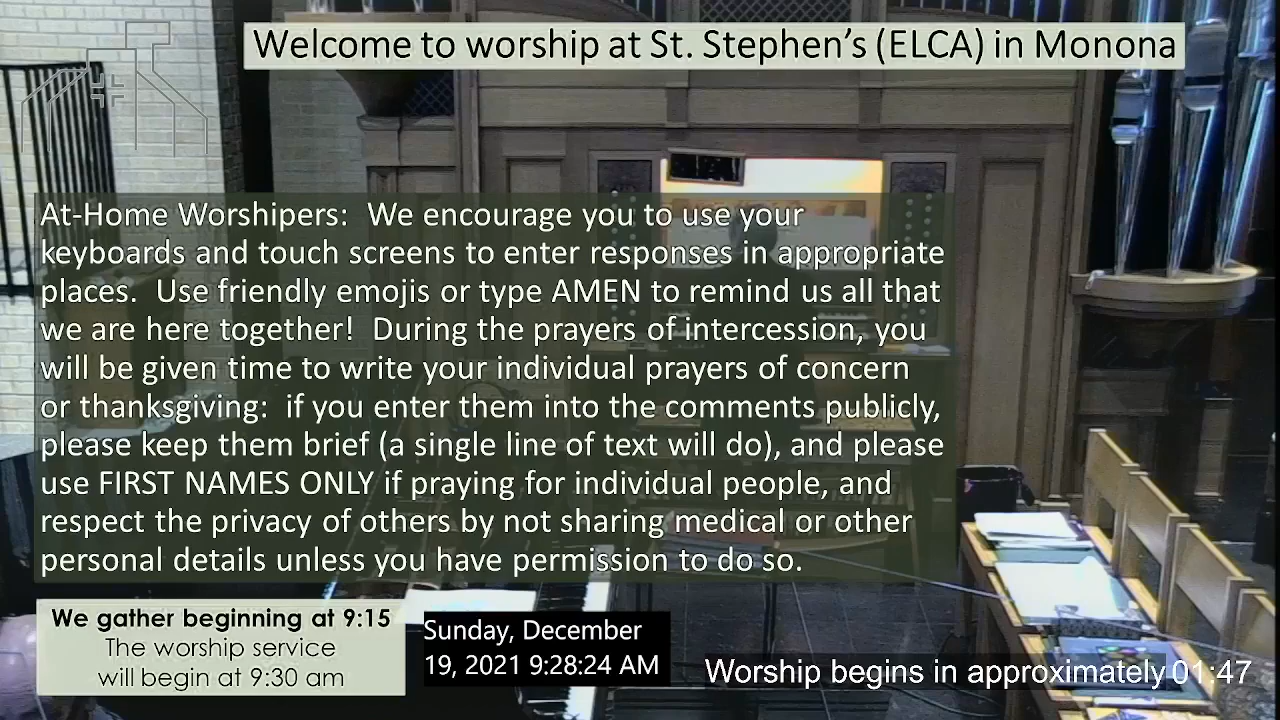 Welcome to worship at St. Stephen's (ELCA) in Monona
At-Home Worshipers:  We encourage you to use your
keyboards and touch screens to enter responses in appropriate
places.  Use friendly emojis or type AMEN to remind us all that
we are here together!  During the prayers of intercession, you
will be given time to write your individual prayers of concern
or thanksgiving:  if you enter them into the comments publicly,
please keep them brief (a single line of text will do), and please
use FIRST NAMES ONLY if praying for individual people, and
respect the privacy of others by not sharing medical or other
personal details unless you have permission to do so.
We gather beginning at 9:15
The worship service
will begin at 9:30 am
Sunday, December
19, 2021 9:28:24 AM
Worship begins in approximately 01:47